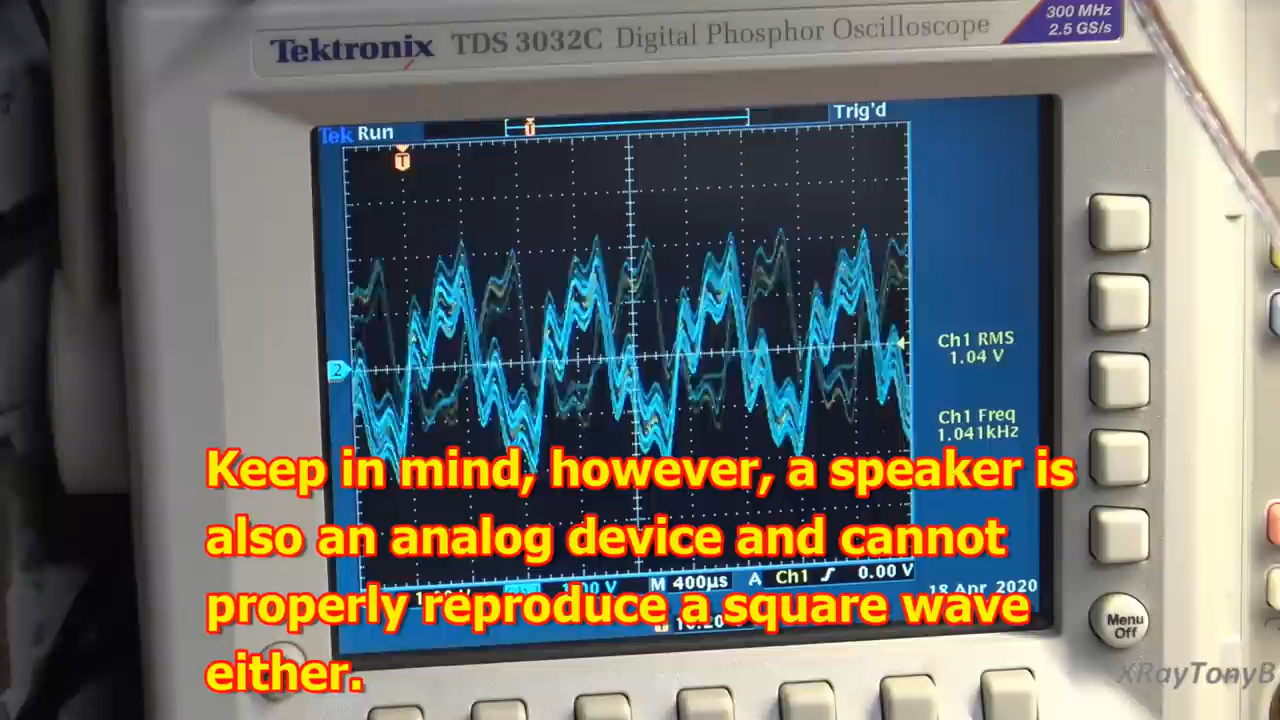 Tektronix TDS 3032C Digital Phosphor Oscilloscope
300 MHz
2.5 GS/s
Tek Run
Trig'd
T
T
2
Ch1 RMS
1.04 V
Ch1 Freq
1.041kHz
Keep in mind, however, a speaker is
also an analog device and cannot
M 400µs A Ch1 0.00 V
18 Apr 2020
properly reproduce a square wave
either.
Menu
Off
XRayTonyB